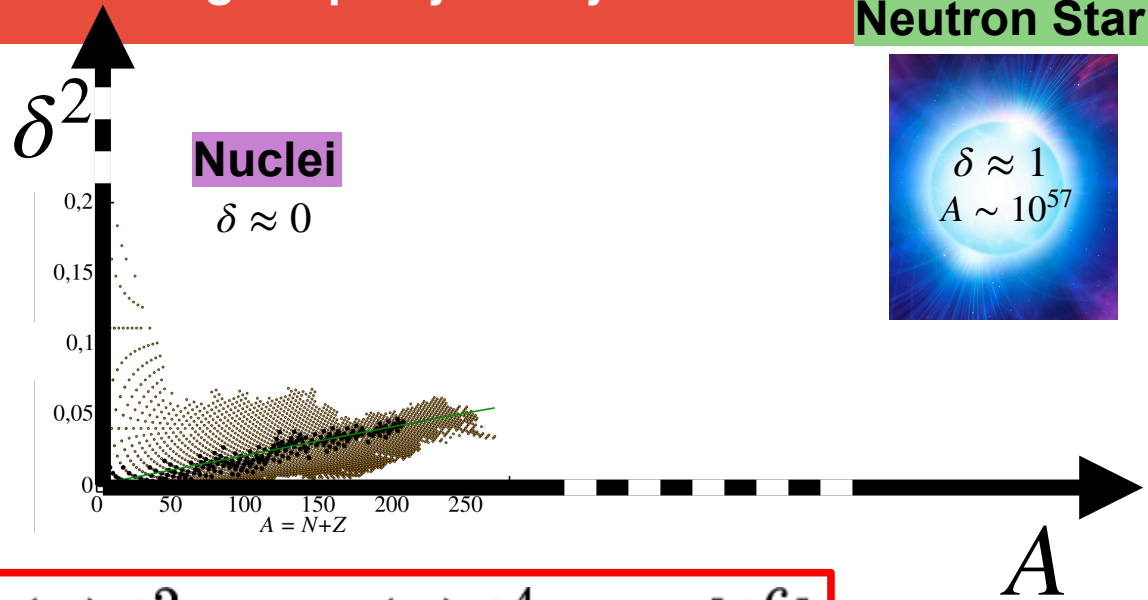 Neutron Star
δ²
Nuclei
δ ≈ 0
δ ≈ 1
A ∼ 10⁵⁷
0,2
0,15
0,1
0,05
0
0 50 100 150 200 250
A = N+Z
A